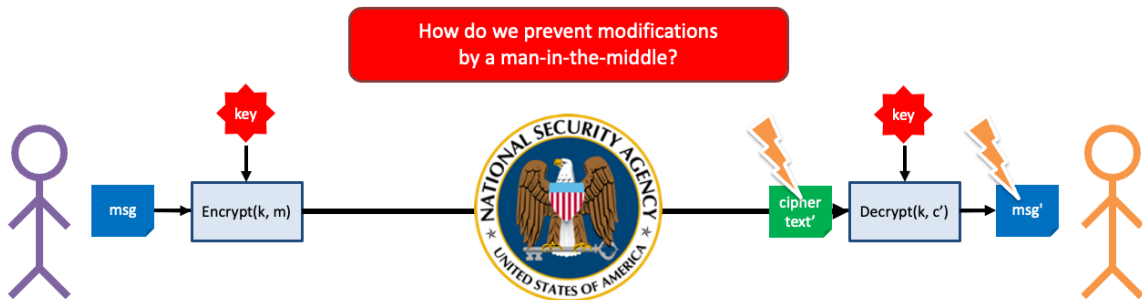 How do we prevent modifications
by a man-in-the-middle?
key
key
msg
Encrypt(k, m)
NATIONAL SECURITY AGENCY
UNITED STATES OF AMERICA
cipher
text’
Decrypt(k, c’)
msg'